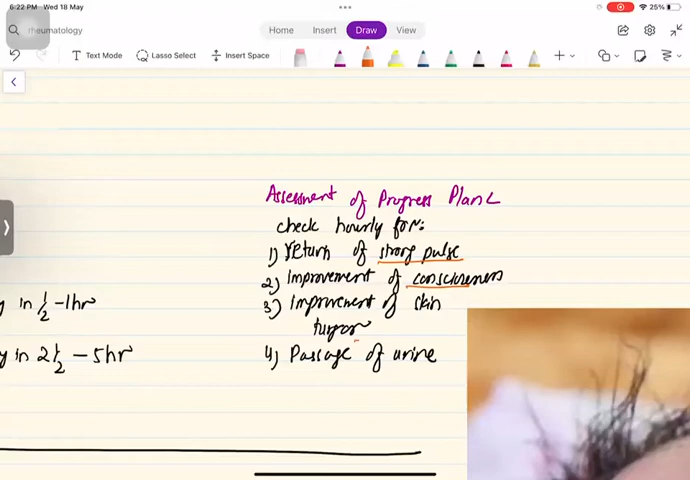 6:22 PM Wed 18 May
25%
rheumatology
Home Insert Draw View
Text Mode Lasso Select Insert Space
Assessment of Progress Plan C
check hourly for:
1) return of strong pulse
2) Improvement of consciousness
3) Improvement of skin
turgor
y in 1/2 - 1hr
4) Passage of urine
y in 2 1/2 - 5hr